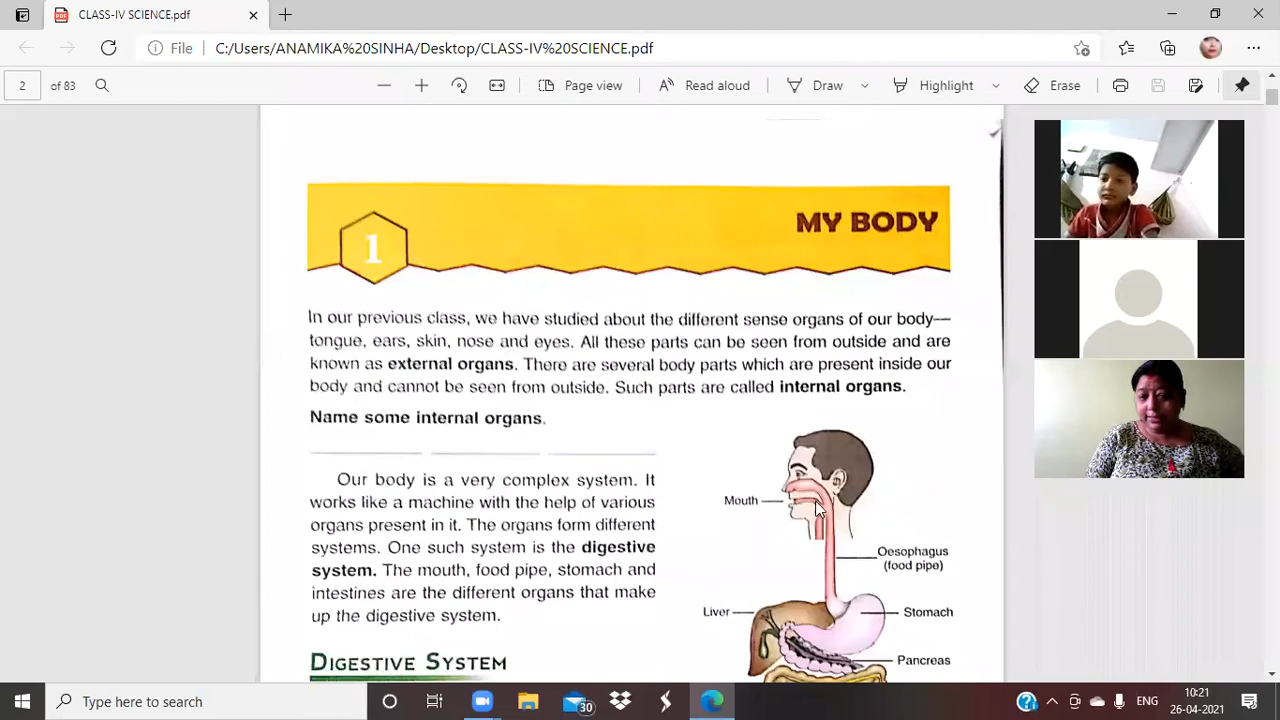 CLASS-IV SCIENCE.pdf
File C:/Users/ANAMIKA%20SINHA/Desktop/CLASS-IV%20SCIENCE.pdf
2 of 83 Page view Read aloud Draw Highlight Erase
MY BODY
1
In our previous class, we have studied about the different sense organs of our body—
tongue, ears, skin, nose and eyes. All these parts can be seen from outside and are
known as external organs. There are several body parts which are present inside our
body and cannot be seen from outside. Such parts are called internal organs.
Name some internal organs.
Our body is a very complex system. It
works like a machine with the help of various
organs present in it. The organs form different
systems. One such system is the digestive
system. The mouth, food pipe, stomach and
intestines are the different organs that make
up the digestive system.
DIGESTIVE SYSTEM
Mouth
Oesophagus
(food pipe)
Liver
Stomach
Pancreas
Type here to search
30
ENG
10:21
26-04-2021